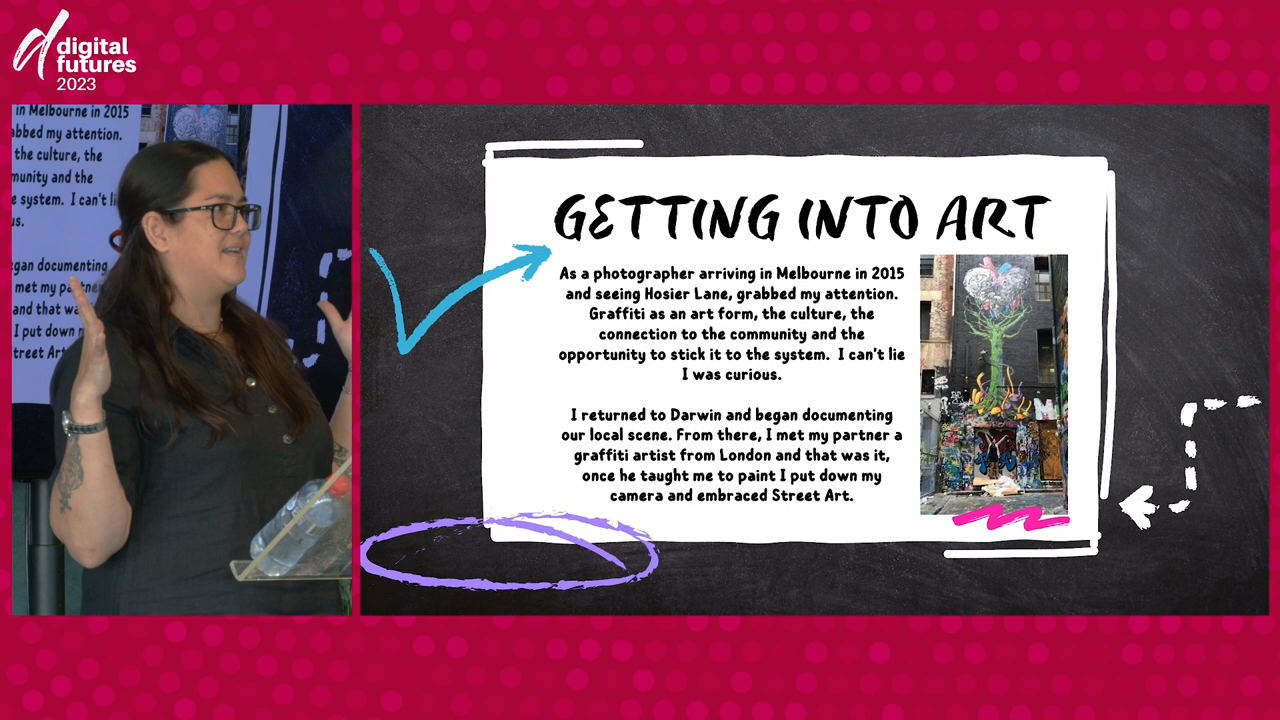 digital
futures
2023
in Melbourne in 2015
abbed my attention.
the culture, the
munity and the
e system. I can't li
us.
egan documenting
met my partne
and that wa
I put down m
treet Art
GETTING INTO ART
As a photographer arriving in Melbourne in 2015
and seeing Hosier Lane, grabbed my attention.
Graffiti as an art form, the culture, the
connection to the community and the
opportunity to stick it to the system. I can't lie
I was curious.
I returned to Darwin and began documenting
our local scene. From there, I met my partner a
graffiti artist from London and that was it,
once he taught me to paint I put down my
camera and embraced Street Art.